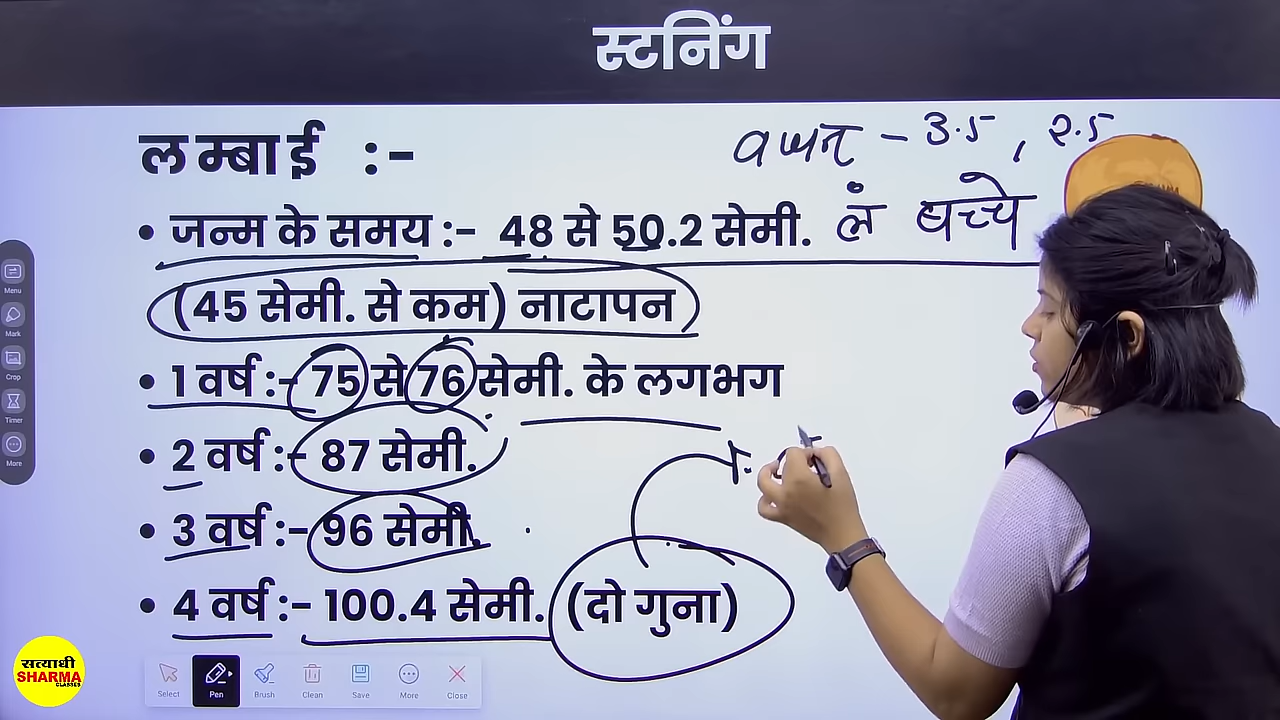 स्टनिंग
वजन - 3.5, 2.5
लम्बाई :-
• जन्म के समय :- 48 से 50.2 सेमी. लं बच्चे
(45 सेमी. से कम) नाटापन
• 1 वर्ष :- 75 से 76 सेमी. के लगभग
• 2 वर्ष :- 87 सेमी.
• 3 वर्ष :- 96 सेमी.
• 4 वर्ष :- 100.4 सेमी. (दो गुना)
Menu
Mark
Crop
Timer
More
सत्यार्थी
SHARMA
CLASSES
Select Pen Brush Clean Save More Close